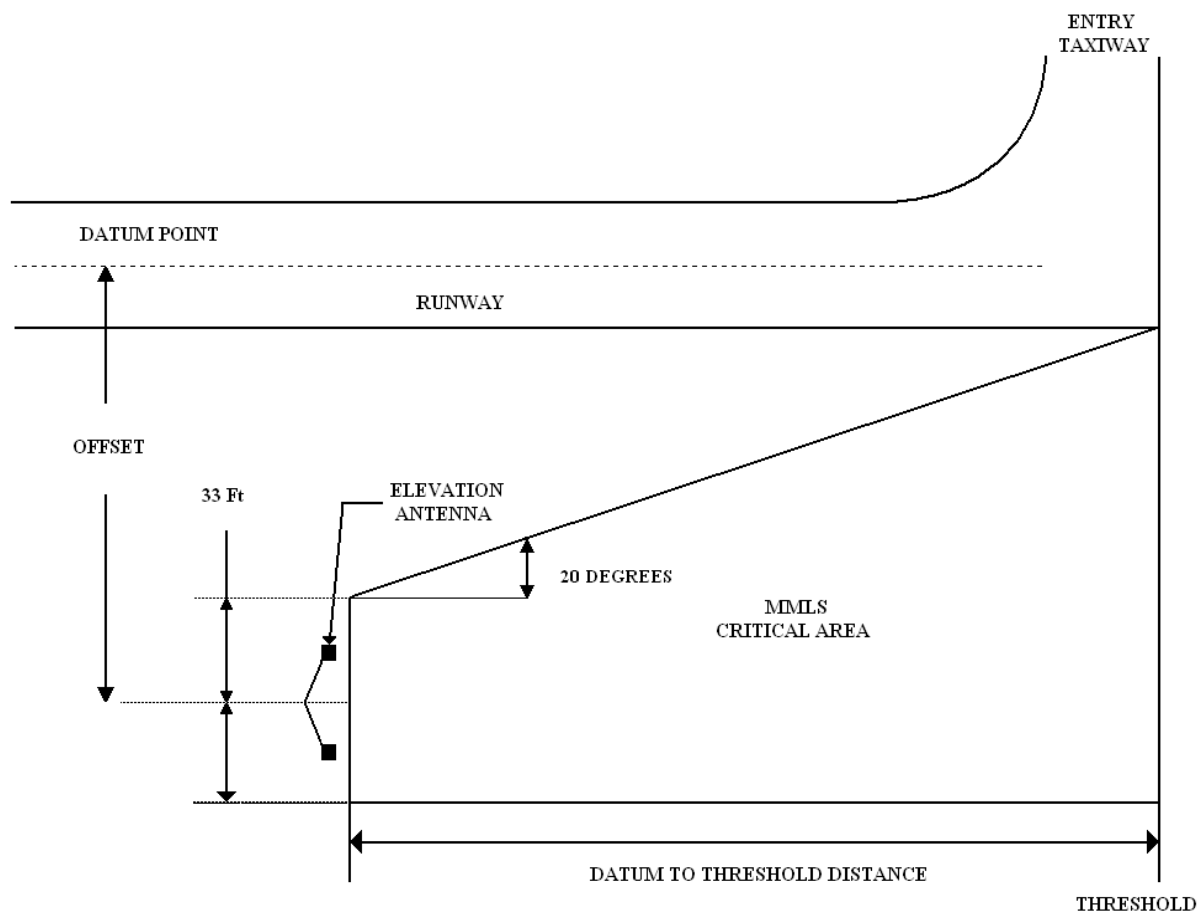 ENTRY
TAXIWAY
DATUM POINT
RUNWAY
OFFSET
33 Ft
ELEVATION
ANTENNA
20 DEGREES
MMLS
CRITICAL AREA
DATUM TO THRESHOLD DISTANCE
THRESHOLD